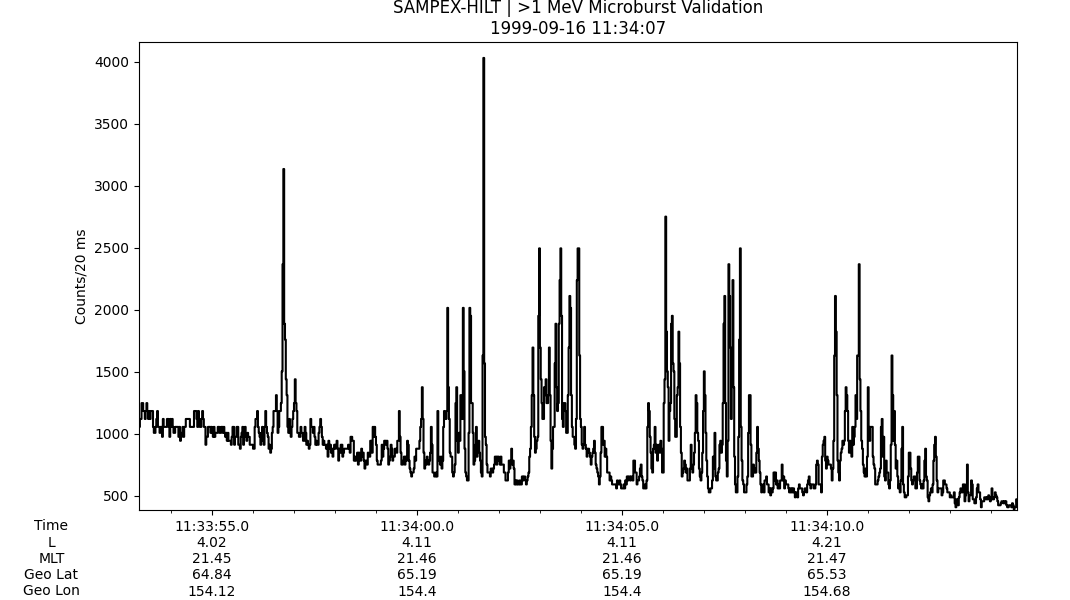 SAMPEX-HILT | >1 MeV Microburst Validation
1999-09-16 11:34:07
4000
3500
3000
2500
2000
1500
1000
500
Counts/20 ms
Time 11:33:55.0 11:34:00.0 11:34:05.0 11:34:10.0
L 4.02 4.11 4.11 4.21
MLT 21.45 21.46 21.46 21.47
Geo Lat 64.84 65.19 65.19 65.53
Geo Lon 154.12 154.4 154.4 154.68